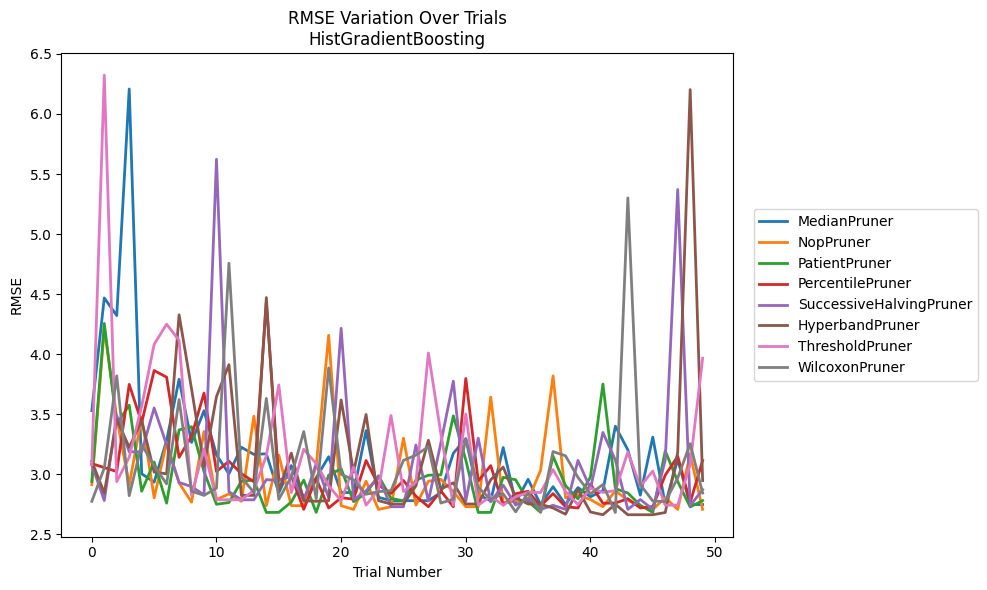 RMSE Variation Over Trials
HistGradientBoosting
RMSE
6.5
6.0
5.5
5.0
4.5
4.0
3.5
3.0
2.5
0 10 20 30 40 50
Trial Number
MedianPruner
NopPruner
PatientPruner
PercentilePruner
SuccessiveHalvingPruner
HyperbandPruner
ThresholdPruner
WilcoxonPruner